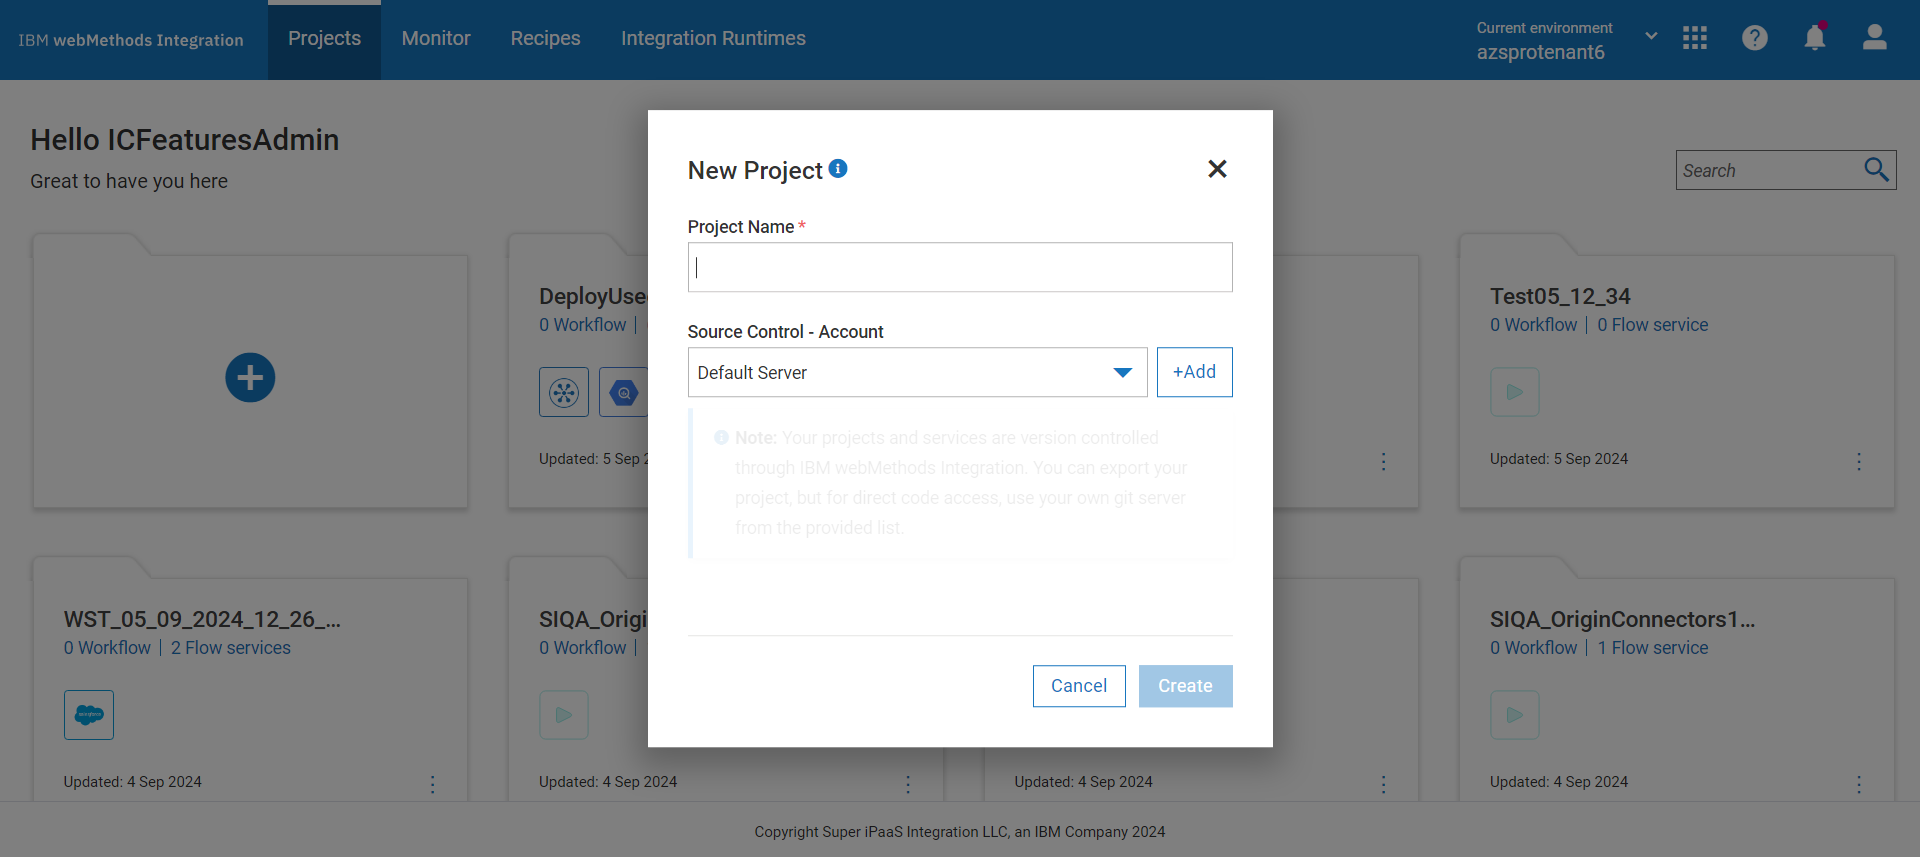 IBM webMethods Integration
Projects
Monitor
Recipes
Integration Runtimes
Current environment
azsprotenant6
Hello ICFeaturesAdmin
Great to have you here
Search
New Project
Project Name *
Source Control - Account
Default Server
+Add
Note: Your projects and services are version controlled
through IBM webMethods Integration. You can export your
project, but for direct code access, use your own git server
from the provided list.
Cancel
Create
DeployUse
0 Workflow
Updated: 5 Sep 2
Test05_12_34
0 Workflow | 0 Flow service
Updated: 5 Sep 2024
WST_05_09_2024_12_26_...
0 Workflow | 2 Flow services
Updated: 4 Sep 2024
SIQA_Origi
0 Workflow
Updated: 4 Sep 2024
Updated: 4 Sep 2024
SIQA_OriginConnectors1...
0 Workflow | 1 Flow service
Updated: 4 Sep 2024
Copyright Super iPaaS Integration LLC, an IBM Company 2024